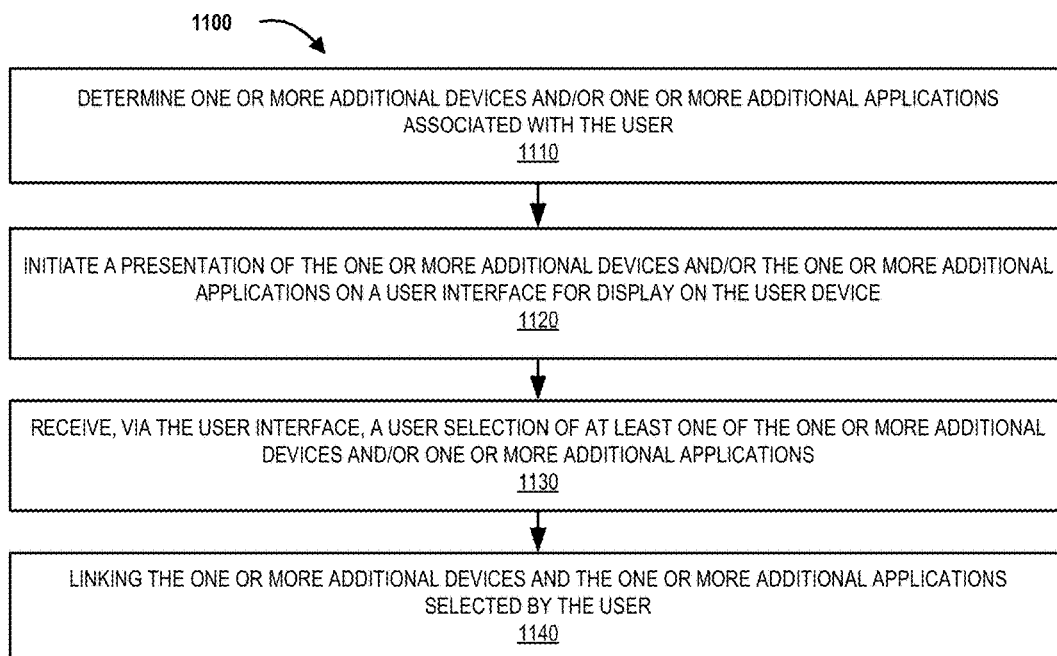 1100
DETERMINE ONE OR MORE ADDITIONAL DEVICES AND/OR ONE OR MORE ADDITIONAL APPLICATIONS
ASSOCIATED WITH THE USER
1110
INITIATE A PRESENTATION OF THE ONE OR MORE ADDITIONAL DEVICES AND/OR THE ONE OR MORE ADDITIONAL
APPLICATIONS ON A USER INTERFACE FOR DISPLAY ON THE USER DEVICE
1120
RECEIVE, VIA THE USER INTERFACE, A USER SELECTION OF AT LEAST ONE OF THE ONE OR MORE ADDITIONAL
DEVICES AND/OR ONE OR MORE ADDITIONAL APPLICATIONS
1130
LINKING THE ONE OR MORE ADDITIONAL DEVICES AND THE ONE OR MORE ADDITIONAL APPLICATIONS
SELECTED BY THE USER
1140